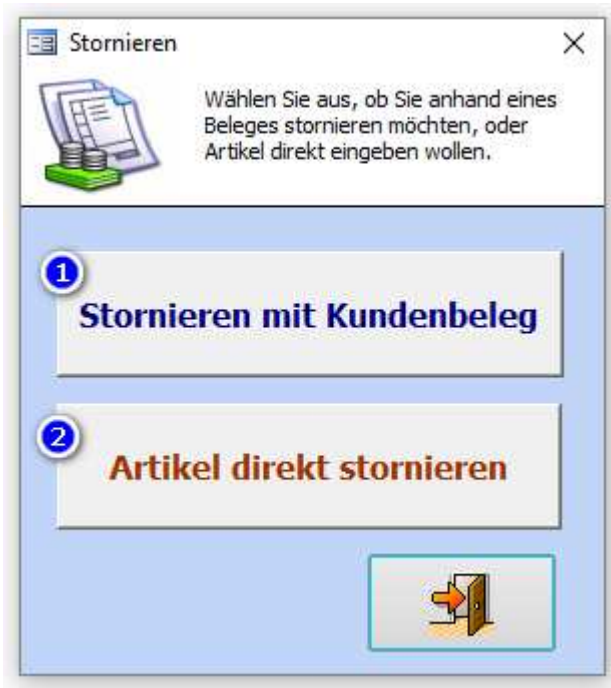 Stornieren
Wählen Sie aus, ob Sie anhand eines
Beleges stornieren möchten, oder
Artikel direkt eingeben wollen.
1
Stornieren mit Kundenbeleg
2
Artikel direkt stornieren